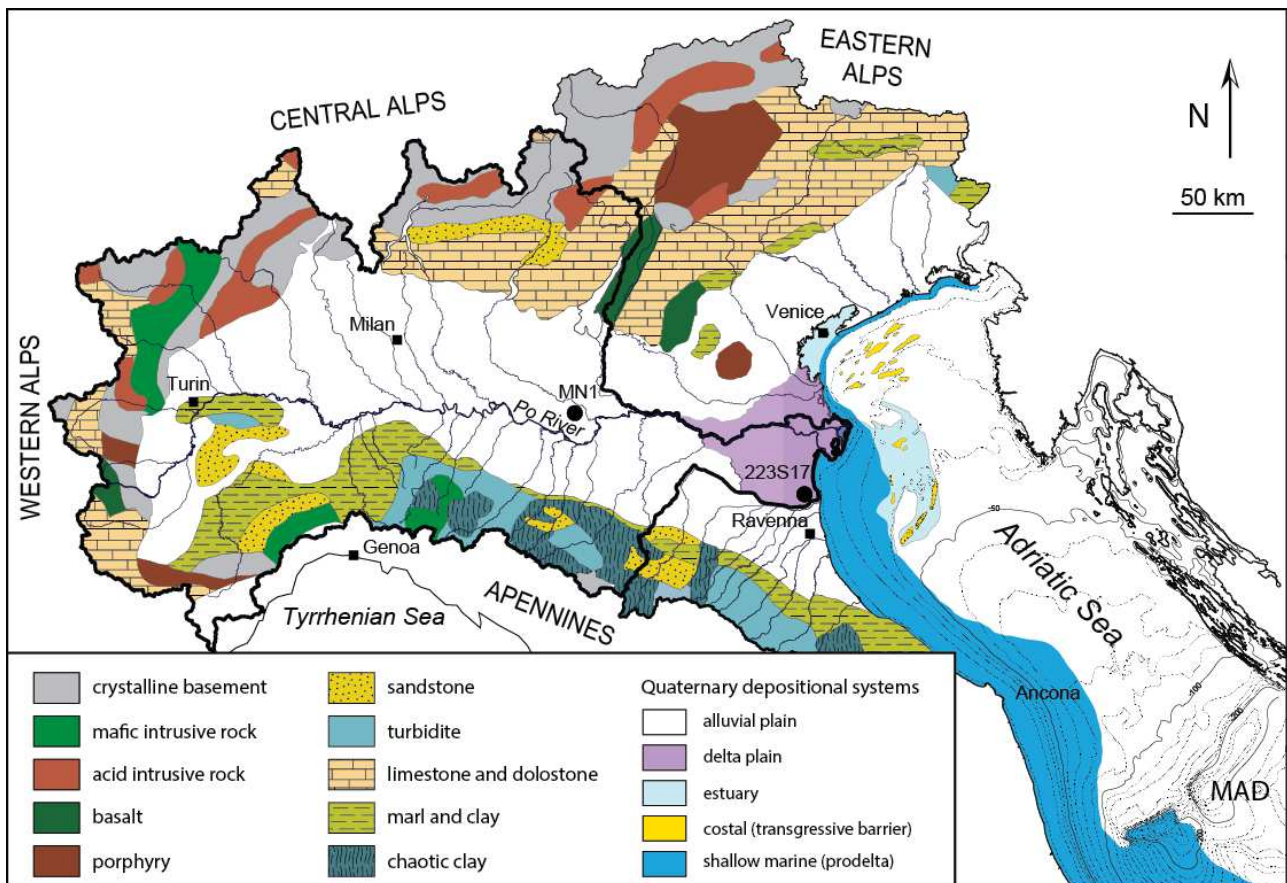 EASTERN
ALPS
CENTRAL ALPS
N
50 km
WESTERN ALPS
Milan
Venice
Turin
MN1
Po River
223S17
Ravenna
Genoa
Adriatic Sea
Tyrrhenian Sea
APENNINES
-50
-100
-200
Ancona
MAD
crystalline basement
mafic intrusive rock
acid intrusive rock
basalt
porphyry
sandstone
turbidite
limestone and dolostone
marl and clay
chaotic clay
Quaternary depositional systems
alluvial plain
delta plain
estuary
costal (transgressive barrier)
shallow marine (prodelta)